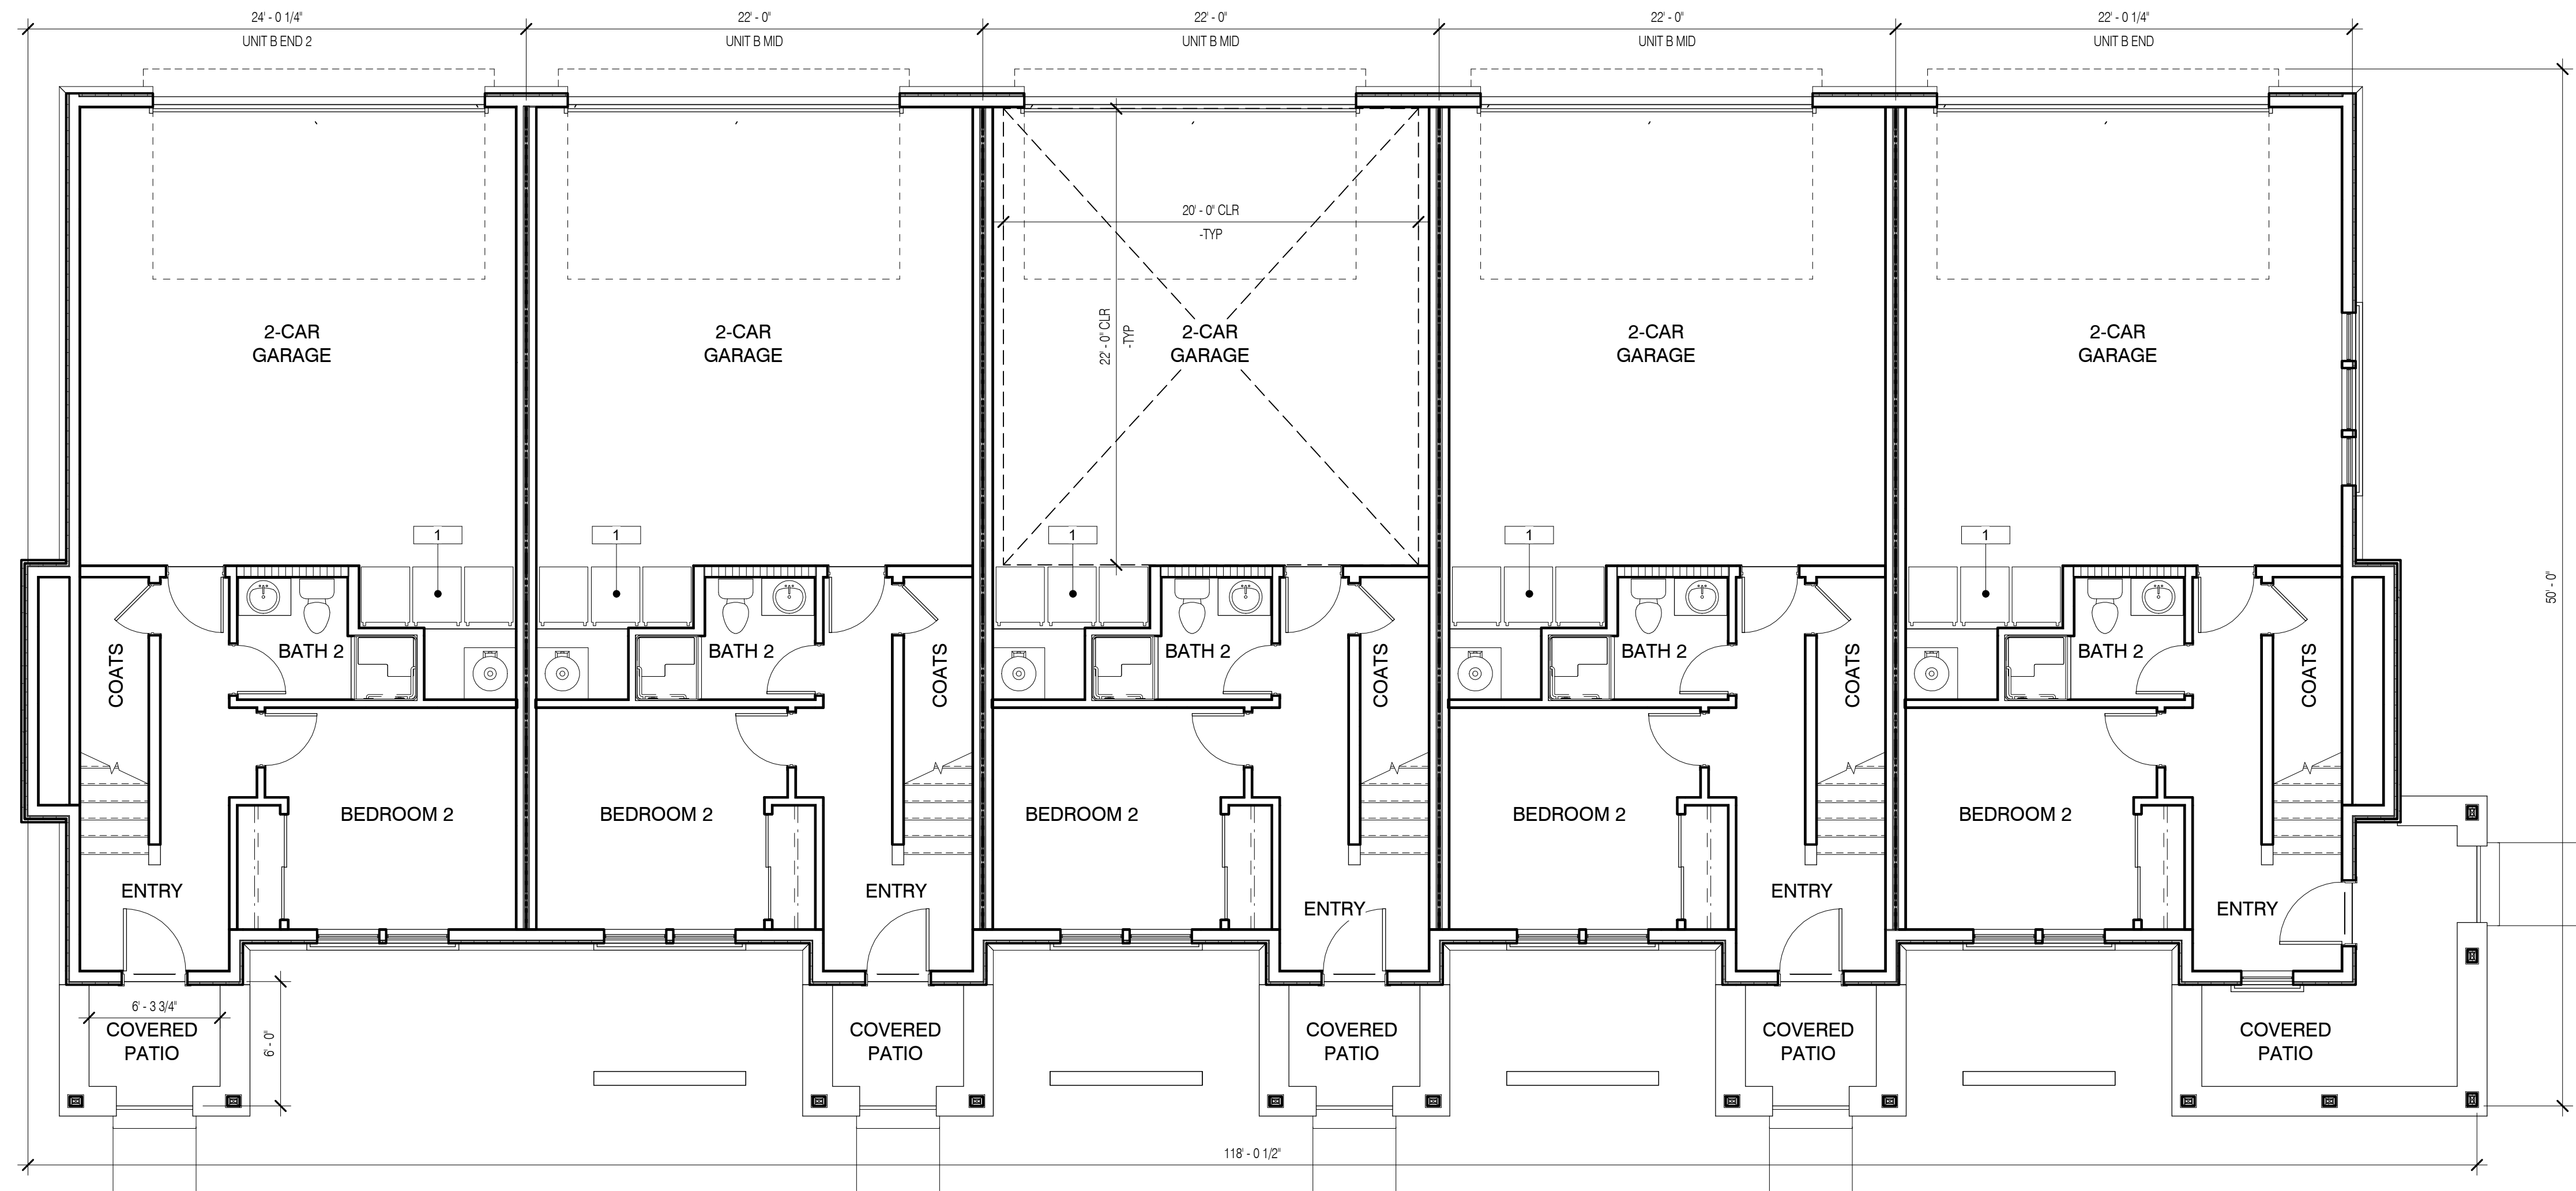 24' - 0 1/4"
22' - 0"
22' - 0"
22' - 0"
22' - 0 1/4"
UNIT B END 2
UNIT B MID
UNIT B MID
UNIT B MID
UNIT B END
20' - 0" CLR
-TYP
22' - 0" CLR
-TYP
2-CAR
GARAGE
2-CAR
GARAGE
2-CAR
GARAGE
2-CAR
GARAGE
2-CAR
GARAGE
1
1
1
1
1
50' - 0"
COATS
BATH 2
BATH 2
COATS
BATH 2
COATS
BATH 2
COATS
BATH 2
COATS
BEDROOM 2
BEDROOM 2
BEDROOM 2
BEDROOM 2
BEDROOM 2
ENTRY
ENTRY
ENTRY
ENTRY
ENTRY
6' - 3 3/4"
6' - 0"
COVERED
PATIO
COVERED
PATIO
COVERED
PATIO
COVERED
PATIO
COVERED
PATIO
118' - 0 1/2"